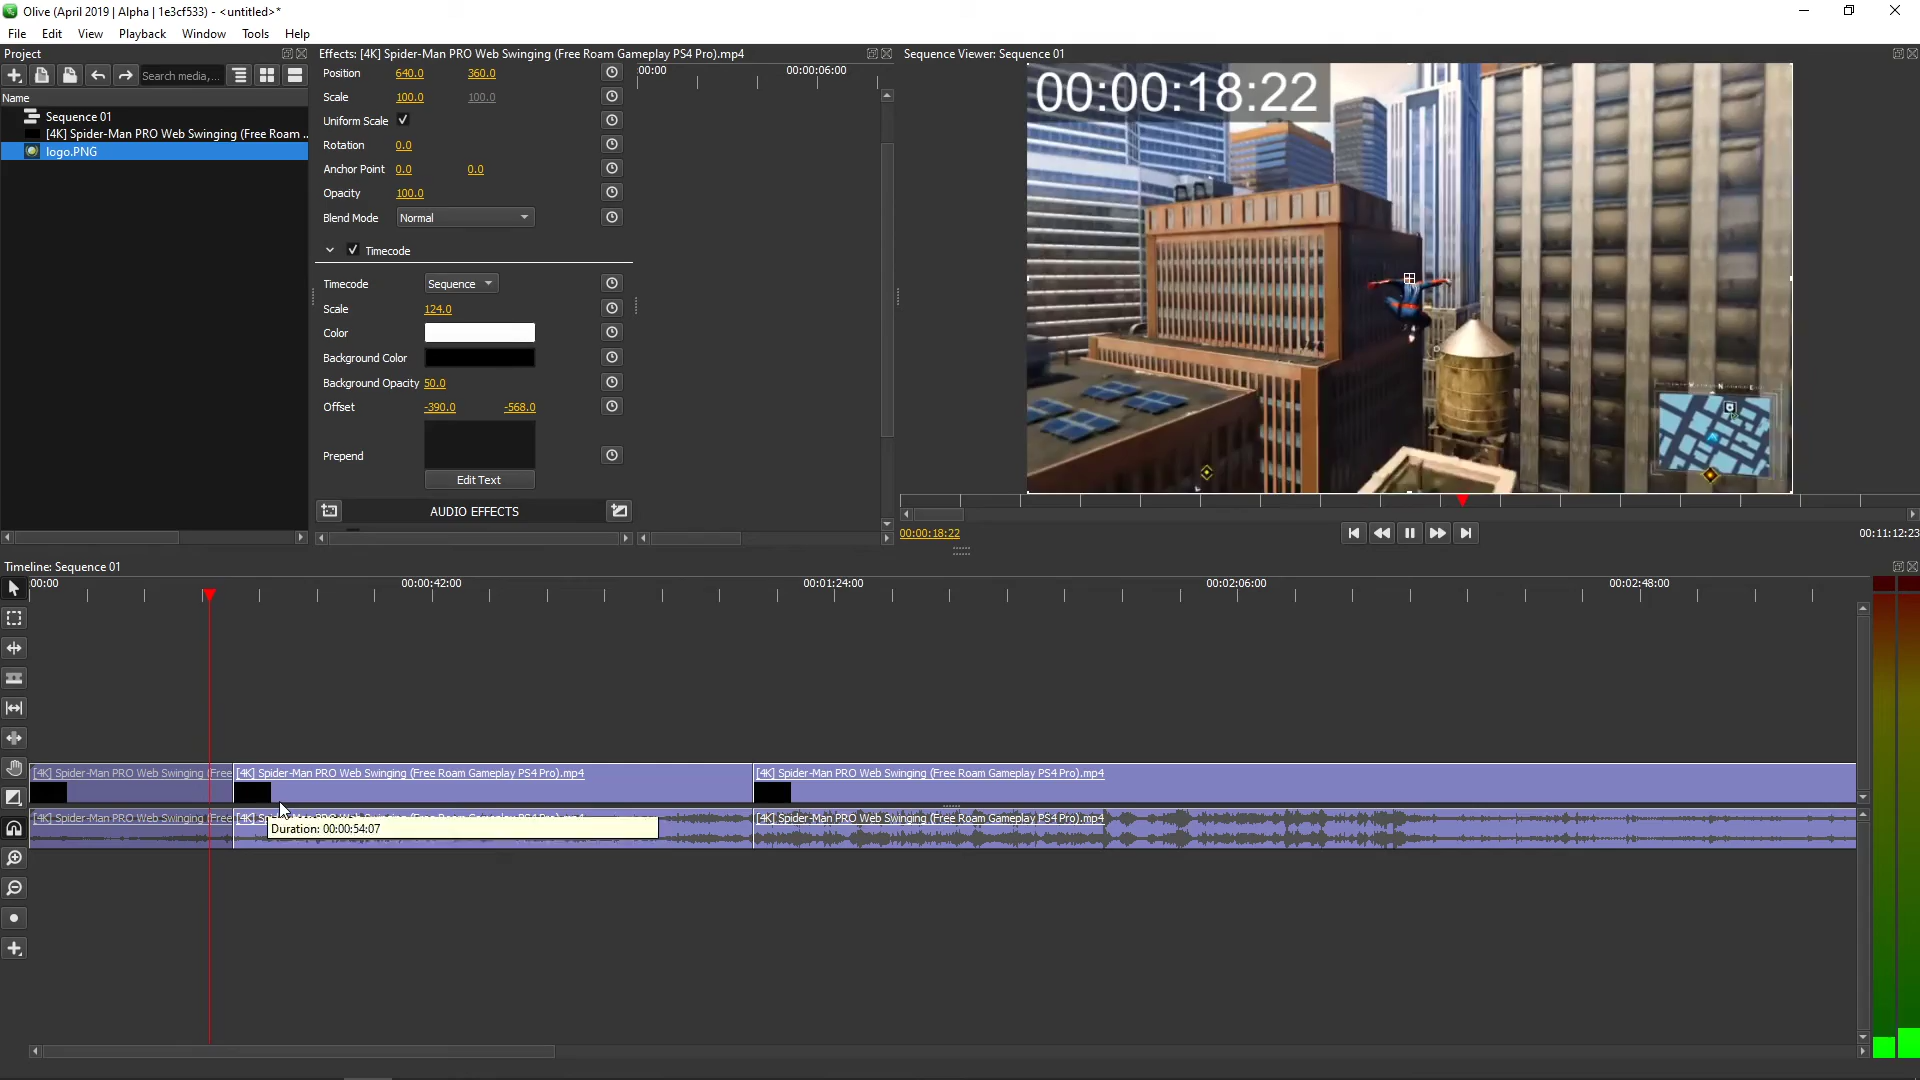 Olive (April 2019 | Alpha | 1e3cf533) - <untitled>*
File Edit View Playback Window Tools Help
Project
Search media,...
Name
Sequence 01
[4K] Spider-Man PRO Web Swinging (Free Roam ..
logo.PNG
Effects: [4K] Spider-Man PRO Web Swinging (Free Roam Gameplay PS4 Pro).mp4
Position 640.0 360.0
Scale 100.0 100.0
Uniform Scale
Rotation 0.0
Anchor Point 0.0 0.0
Opacity 100.0
Blend Mode Normal
Timecode
Timecode Sequence
Scale 124.0
Color
Background Color
Background Opacity 50.0
Offset -390.0 -568.0
Prepend
Edit Text
AUDIO EFFECTS
00:00 00:00:06:00
Sequence Viewer: Sequence 01
00:00:18:22
N E
00:00:18:22
00:11:12:23
Timeline: Sequence 01
00:00 00:00:42:00 00:01:24:00 00:02:06:00 00:02:48:00
[4K] Spider-Man PRO Web Swinging (Free
[4K] Spider-Man PRO Web Swinging (Free Roam Gameplay PS4 Pro).mp4
[4K] Spider-Man PRO Web Swinging (Free Roam Gameplay PS4 Pro).mp4
[4K] Spider-Man PRO Web Swinging (Free
[4K]
[4K] Spider-Man PRO Web Swinging (Free Roam Gameplay PS4 Pro).mp4
Duration: 00:00:54:07